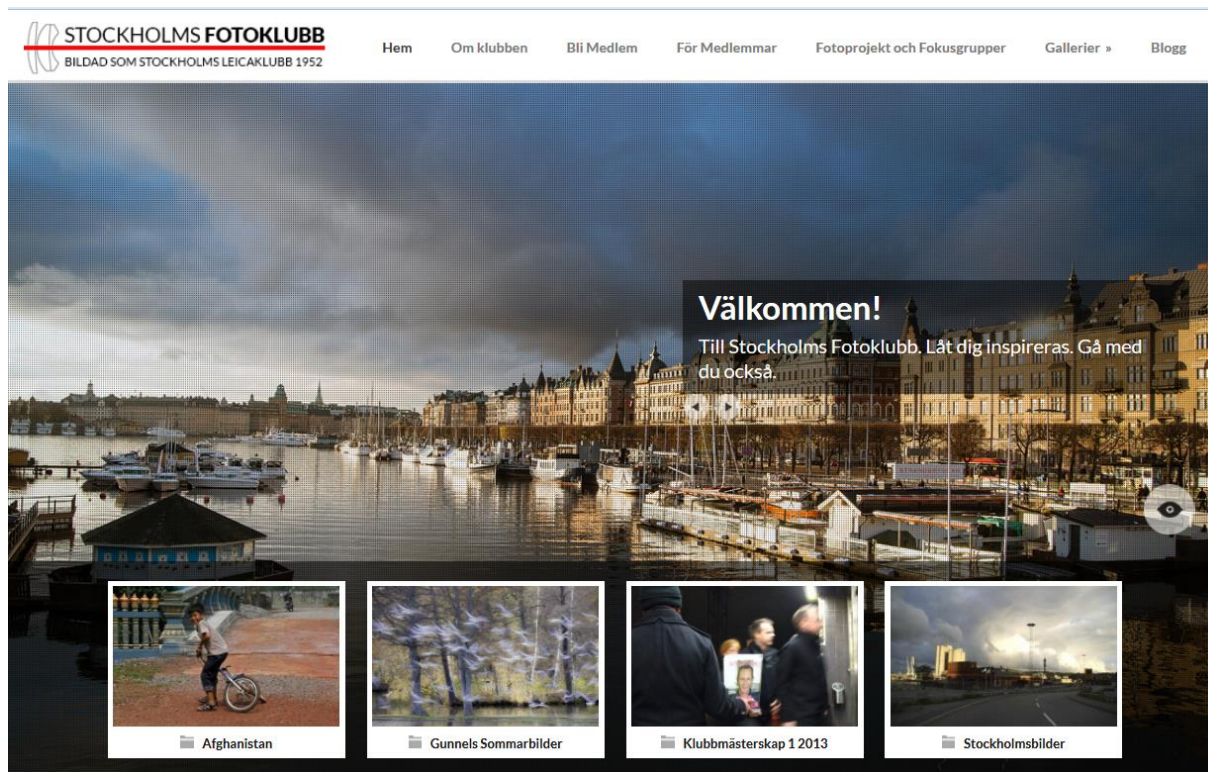 STOCKHOLMS FOTOKLUBB
BILDAD SOM STOCKHOLMS LEICAKLUBB 1952
Hem Om klubben Bli Medlem För Medlemmar Fotoprojekt och Fokusgrupper Gallerier » Blogg
Välkommen!
Till Stockholms Fotoklubb. Låt dig inspireras. Gå med
du också.
Afghanistan Gunnels Sommarbilder Klubbmästerskap 1 2013 Stockholmsbilder